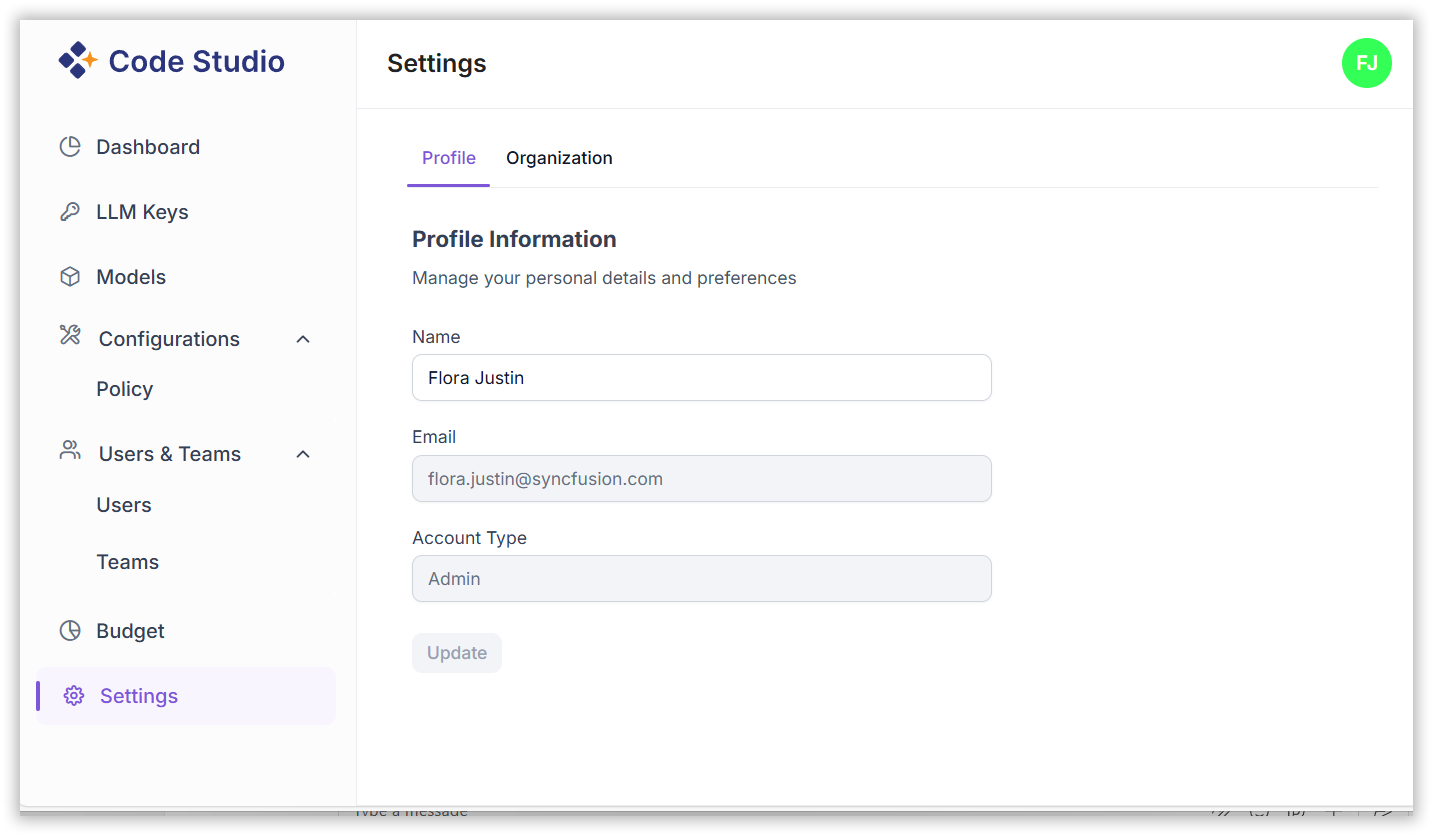 Code Studio
Settings
FJ
Dashboard
LLM Keys
Models
Configurations
Policy
Users & Teams
Users
Teams
Budget
Settings
Profile
Organization
Profile Information
Manage your personal details and preferences
Name
Flora Justin
Email
flora.justin@syncfusion.com
Account Type
Admin
Update
Type a message